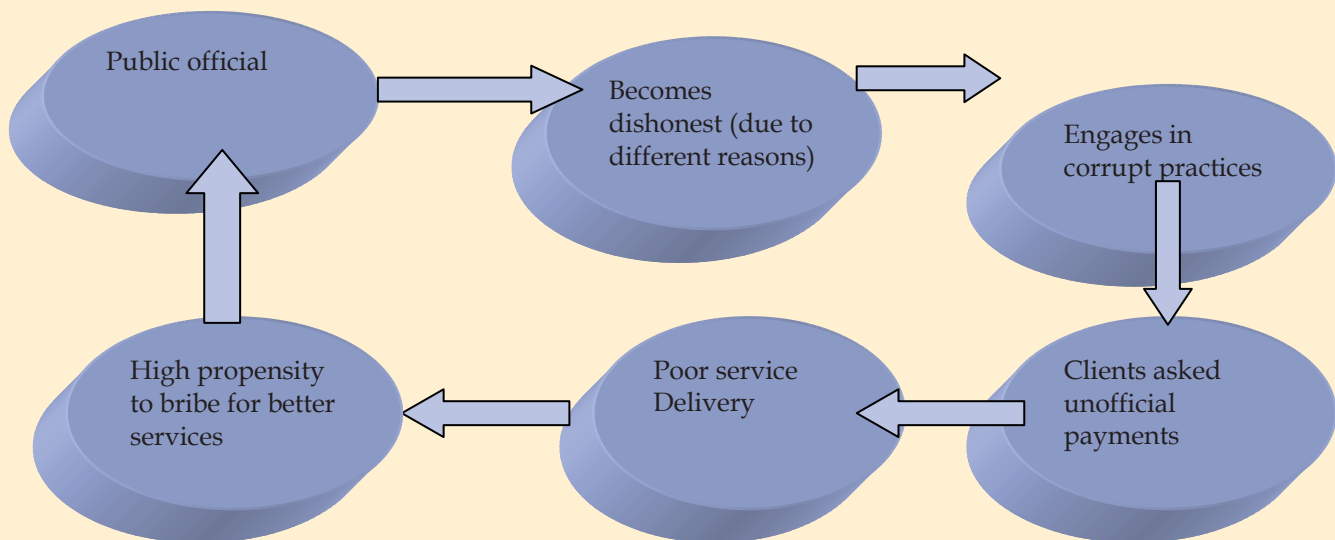 Public official
Becomes
dishonest (due to
different reasons)
Engages in
corrupt practices
Clients asked
unofficial
payments
Poor service
Delivery
High propensity
to bribe for better
services